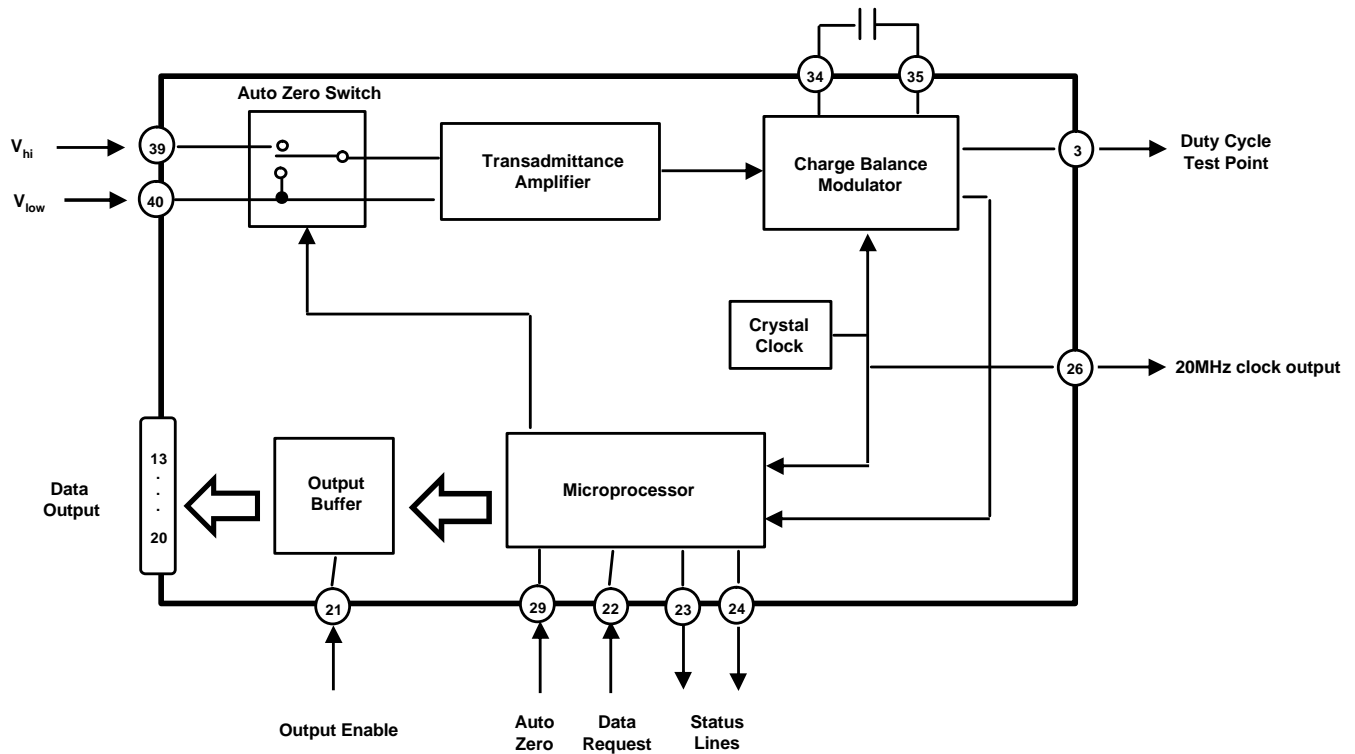 34
35
Auto Zero Switch
Vhi
39
Transadmittance
Amplifier
Charge Balance
Modulator
3
Duty Cycle
Test Point
Vlow
40
Crystal
Clock
26
20MHz clock output
Data
Output
13
.
.
.
.
20
Output
Buffer
Microprocessor
21
29
22
23
24
Output Enable
Auto
Zero
Data
Request
Status
Lines